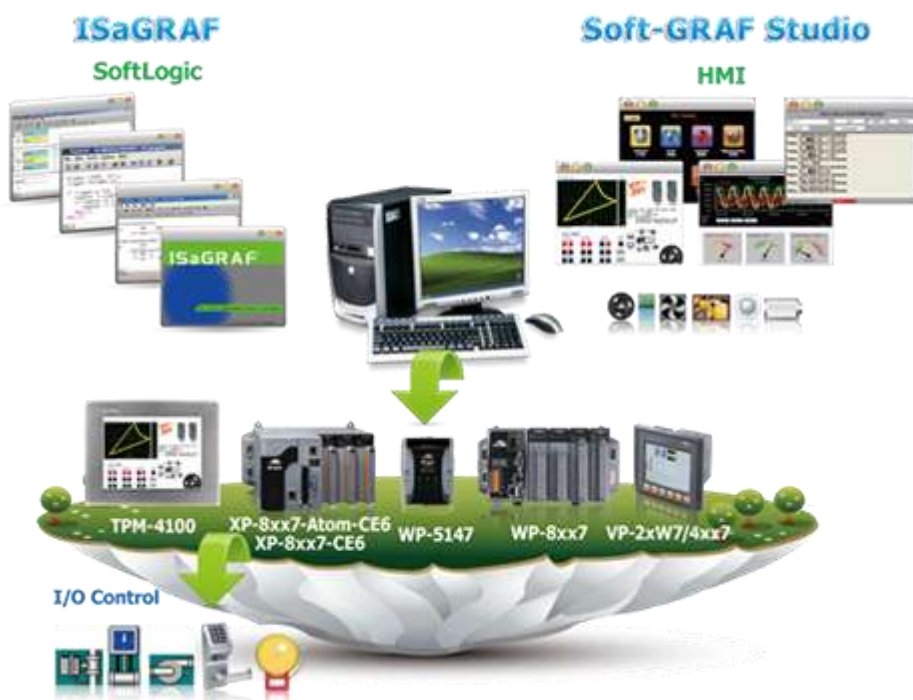 ISaGRAF
SoftLogic
Soft-GRAF Studio
HMI
ISaGRAF
TPM-4100
XP-8xx7-Atom-CE6
XP-8xx7-CE6
WP-5147
WP-8xx7
VP-2xW7/4xx7
I/O Control